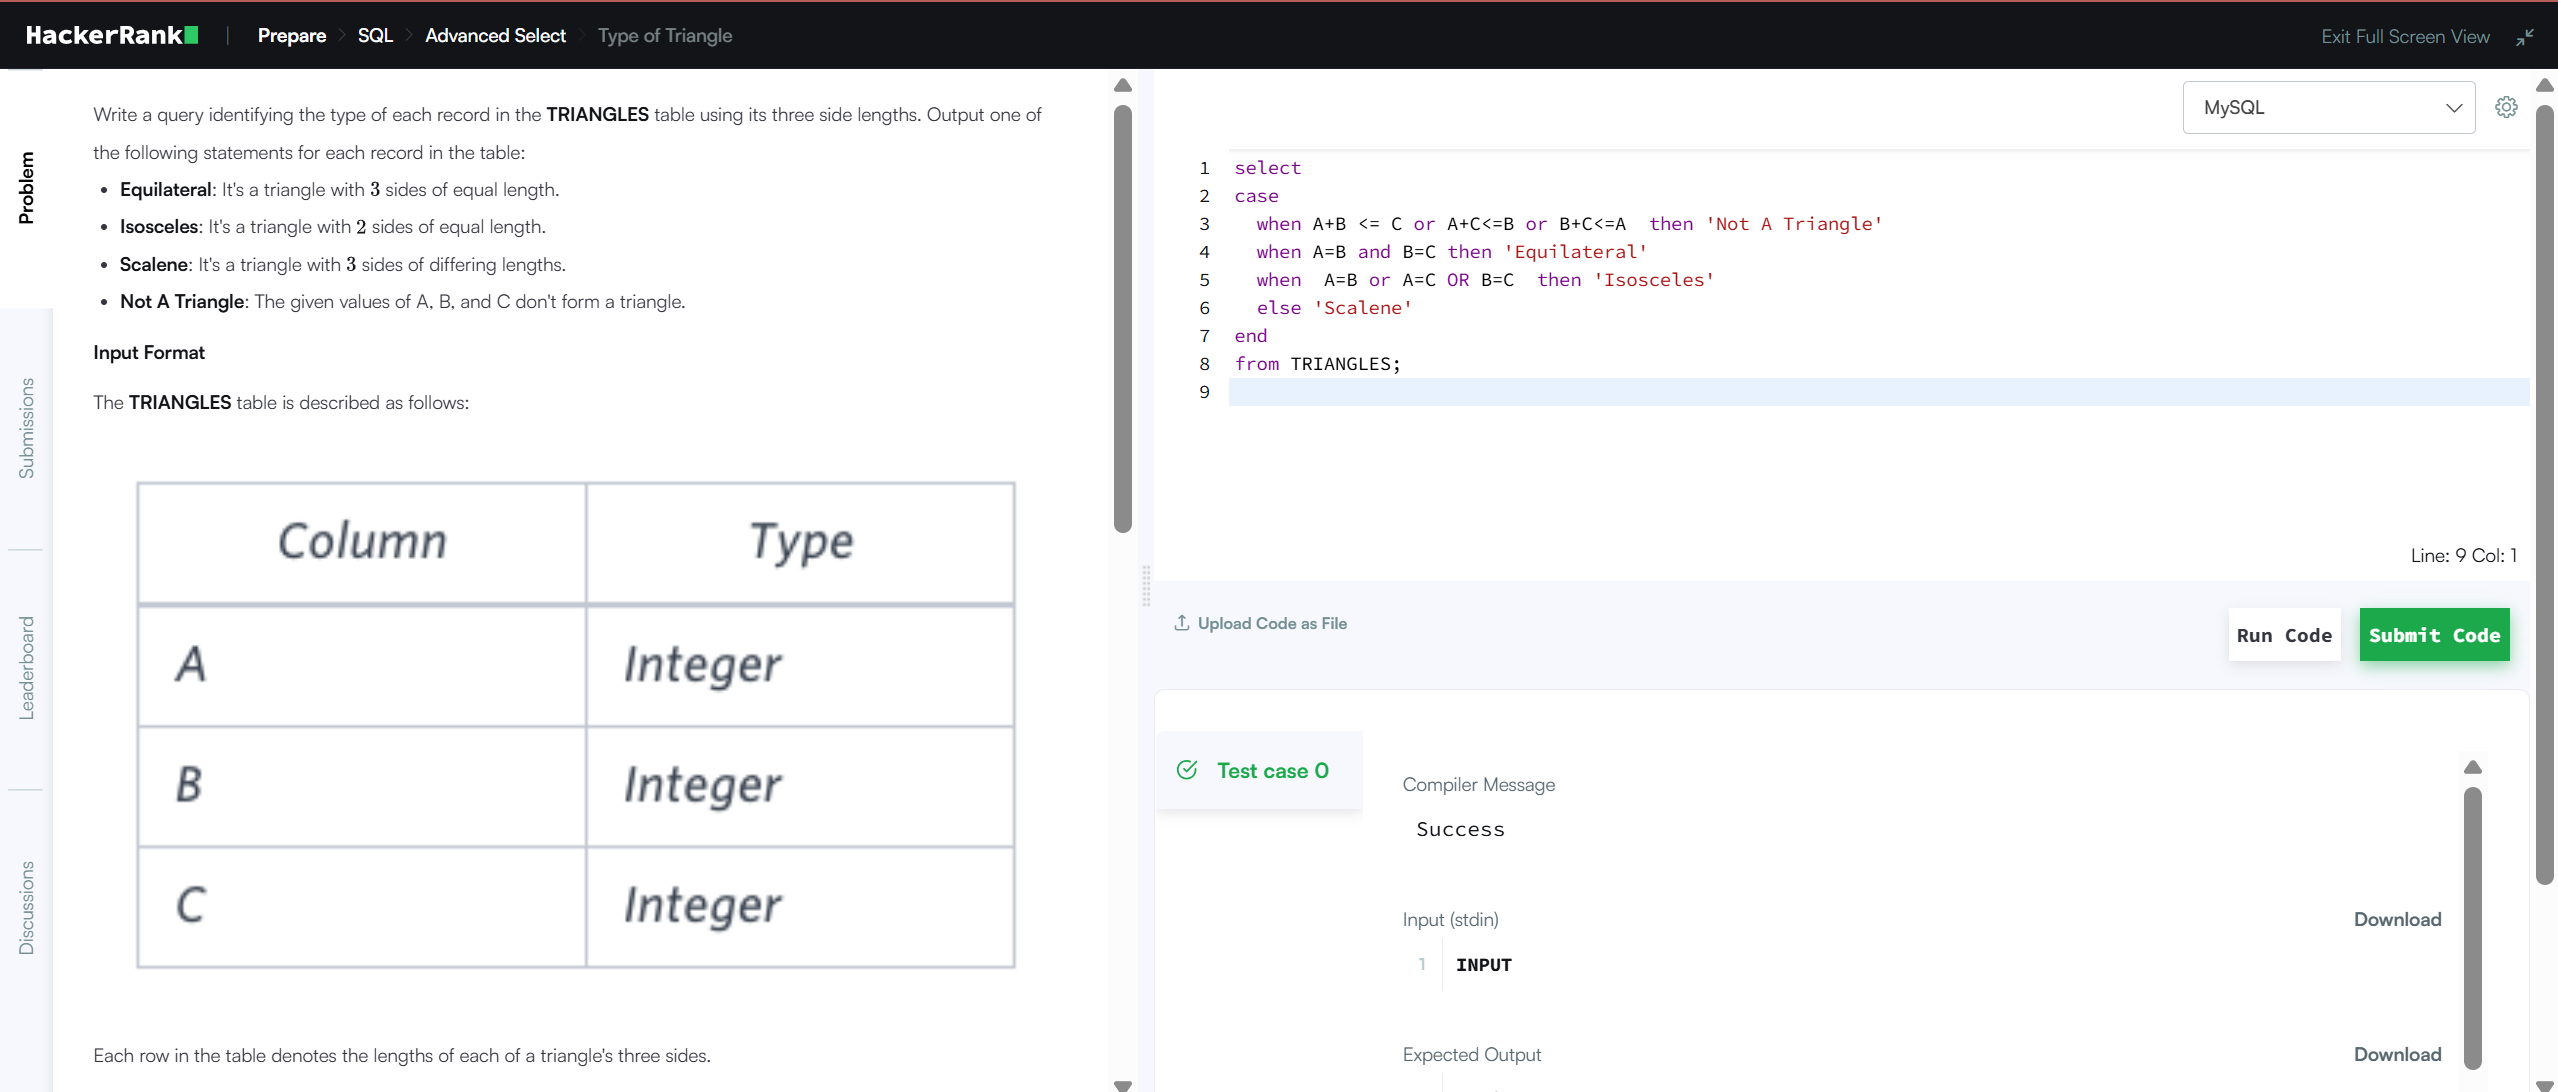 HackerRank | Prepare > SQL > Advanced Select > Type of Triangle
Exit Full Screen View
Problem
Submissions
Leaderboard
Discussions
Write a query identifying the type of each record in the TRIANGLES table using its three side lengths. Output one of
the following statements for each record in the table:
• Equilateral: It's a triangle with 3 sides of equal length.
• Isosceles: It's a triangle with 2 sides of equal length.
• Scalene: It's a triangle with 3 sides of differing lengths.
• Not A Triangle: The given values of A, B, and C don't form a triangle.
Input Format
The TRIANGLES table is described as follows:
Column Type
A Integer
B Integer
C Integer
Each row in the table denotes the lengths of each of a triangle's three sides.
MySQL
1 select
2 case
3   when A+B <= C or A+C<=B or B+C<=A  then 'Not A Triangle'
4   when A=B and B=C then 'Equilateral'
5   when  A=B or A=C OR B=C  then 'Isosceles'
6   else 'Scalene'
7 end
8 from TRIANGLES;
9
Line: 9 Col: 1
Upload Code as File
Run Code
Submit Code
Test case 0
Compiler Message
Success
Input (stdin)
Download
1 INPUT
Expected Output
Download